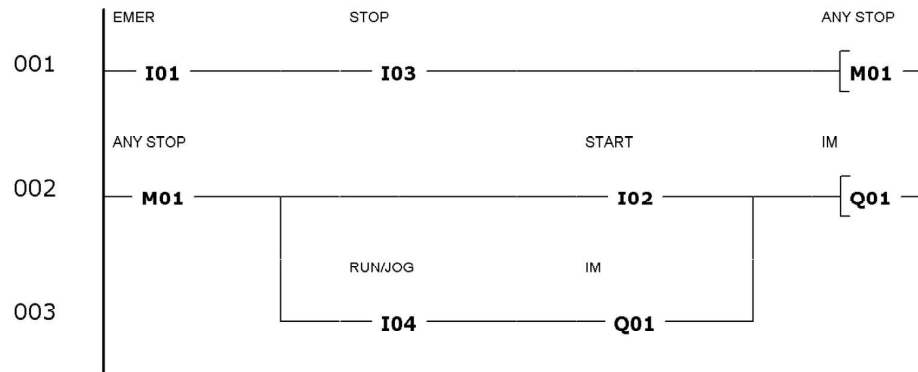 EMER STOP ANY STOP
001 I01 I03 M01
ANY STOP START IM
002 M01 I02 Q01
RUN/JOG IM
003 I04 Q01